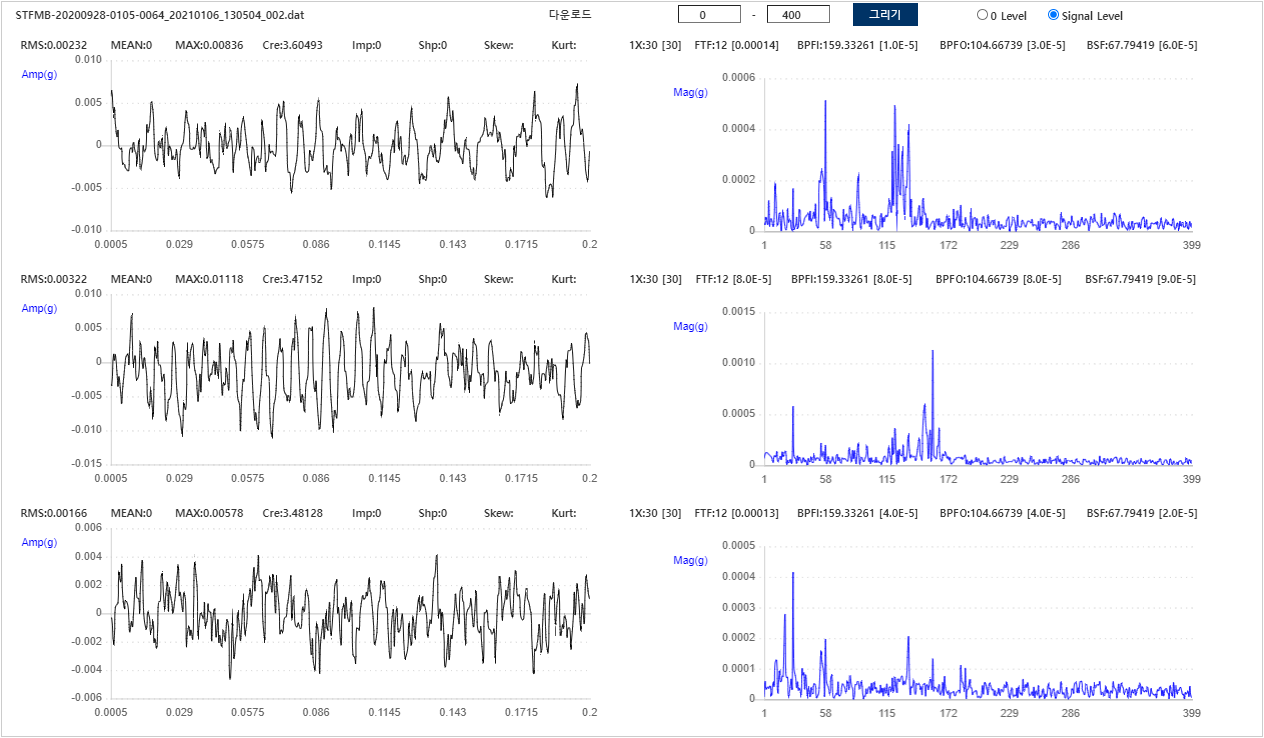 STFMB-20200928-0105-0064_20210106_130504_002.dat 다운로드 0 - 400 그리기 0 Level Signal Level
RMS:0.00232 MEAN:0 MAX:0.00836 Cre:3.60493 Imp:0 Shp:0 Skew: Kurt: 1X:30 [30] FTF:12 [0.00014] BPFI:159.33261 [1.0E-5] BPFO:104.66739 [3.0E-5] BSF:67.79419 [6.0E-5]
Amp(g)
0.010
0.005
0
-0.005
-0.010
0.0005 0.029 0.0575 0.086 0.1145 0.143 0.1715 0.2
Mag(g)
0.0006
0.0004
0.0002
0
1 58 115 172 229 286 399
RMS:0.00322 MEAN:0 MAX:0.01118 Cre:3.47152 Imp:0 Shp:0 Skew: Kurt: 1X:30 [30] FTF:12 [8.0E-5] BPFI:159.33261 [8.0E-5] BPFO:104.66739 [8.0E-5] BSF:67.79419 [9.0E-5]
Amp(g)
0.010
0.005
0
-0.005
-0.010
-0.015
0.0005 0.029 0.0575 0.086 0.1145 0.143 0.1715 0.2
Mag(g)
0.0015
0.0010
0.0005
0
1 58 115 172 229 286 399
RMS:0.00166 MEAN:0 MAX:0.00578 Cre:3.48128 Imp:0 Shp:0 Skew: Kurt: 1X:30 [30] FTF:12 [0.00013] BPFI:159.33261 [4.0E-5] BPFO:104.66739 [4.0E-5] BSF:67.79419 [2.0E-5]
Amp(g)
0.006
0.004
0.002
0
-0.002
-0.004
-0.006
0.0005 0.029 0.0575 0.086 0.1145 0.143 0.1715 0.2
Mag(g)
0.0005
0.0004
0.0003
0.0002
0.0001
0
1 58 115 172 229 286 399